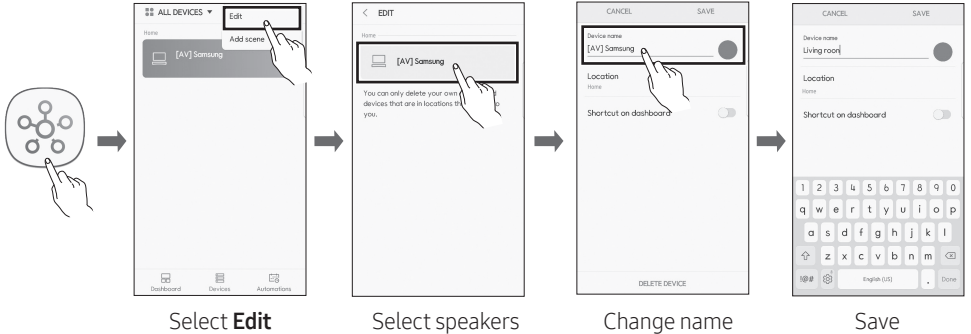 ALL DEVICES ▼
Edit
Add scene
Home
[AV] Samsung
Dashboard
Devices
Automations
Select Edit
< EDIT
Home
[AV] Samsung
You can only delete your own
devices that are in locations
you.
Select speakers
CANCEL SAVE
Device name
[AV] Samsung
Location
Home
Shortcut on dashboard
DELETE DEVICE
Change name
CANCEL SAVE
Device name
Living roon
Location
Home
Shortcut on dashboard
1 2 3 4 5 6 7 8 9 0
q w e r t y u i o p
a s d f g h j k l
z x c v b n m
!@# English (US) . Done
Save